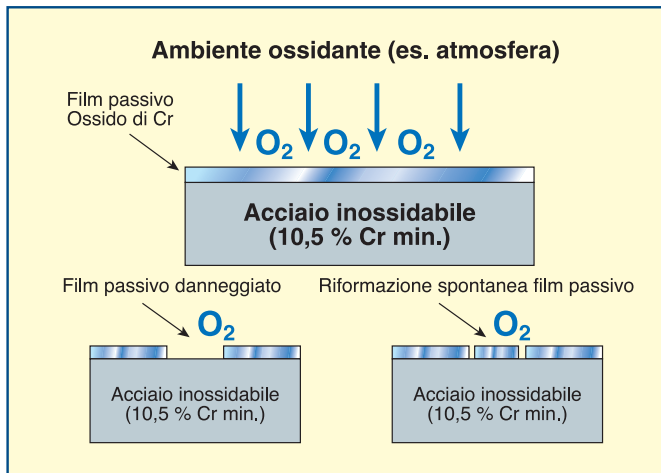 Ambiente ossidante (es. atmosfera)
Film passivo
Ossido di Cr
O2 O2 O2
Acciaio inossidabile
(10,5 % Cr min.)
Film passivo danneggiato
O2
Acciaio inossidabile
(10,5 % Cr min.)
Riformazione spontanea film passivo
O2
Acciaio inossidabile
(10,5 % Cr min.)